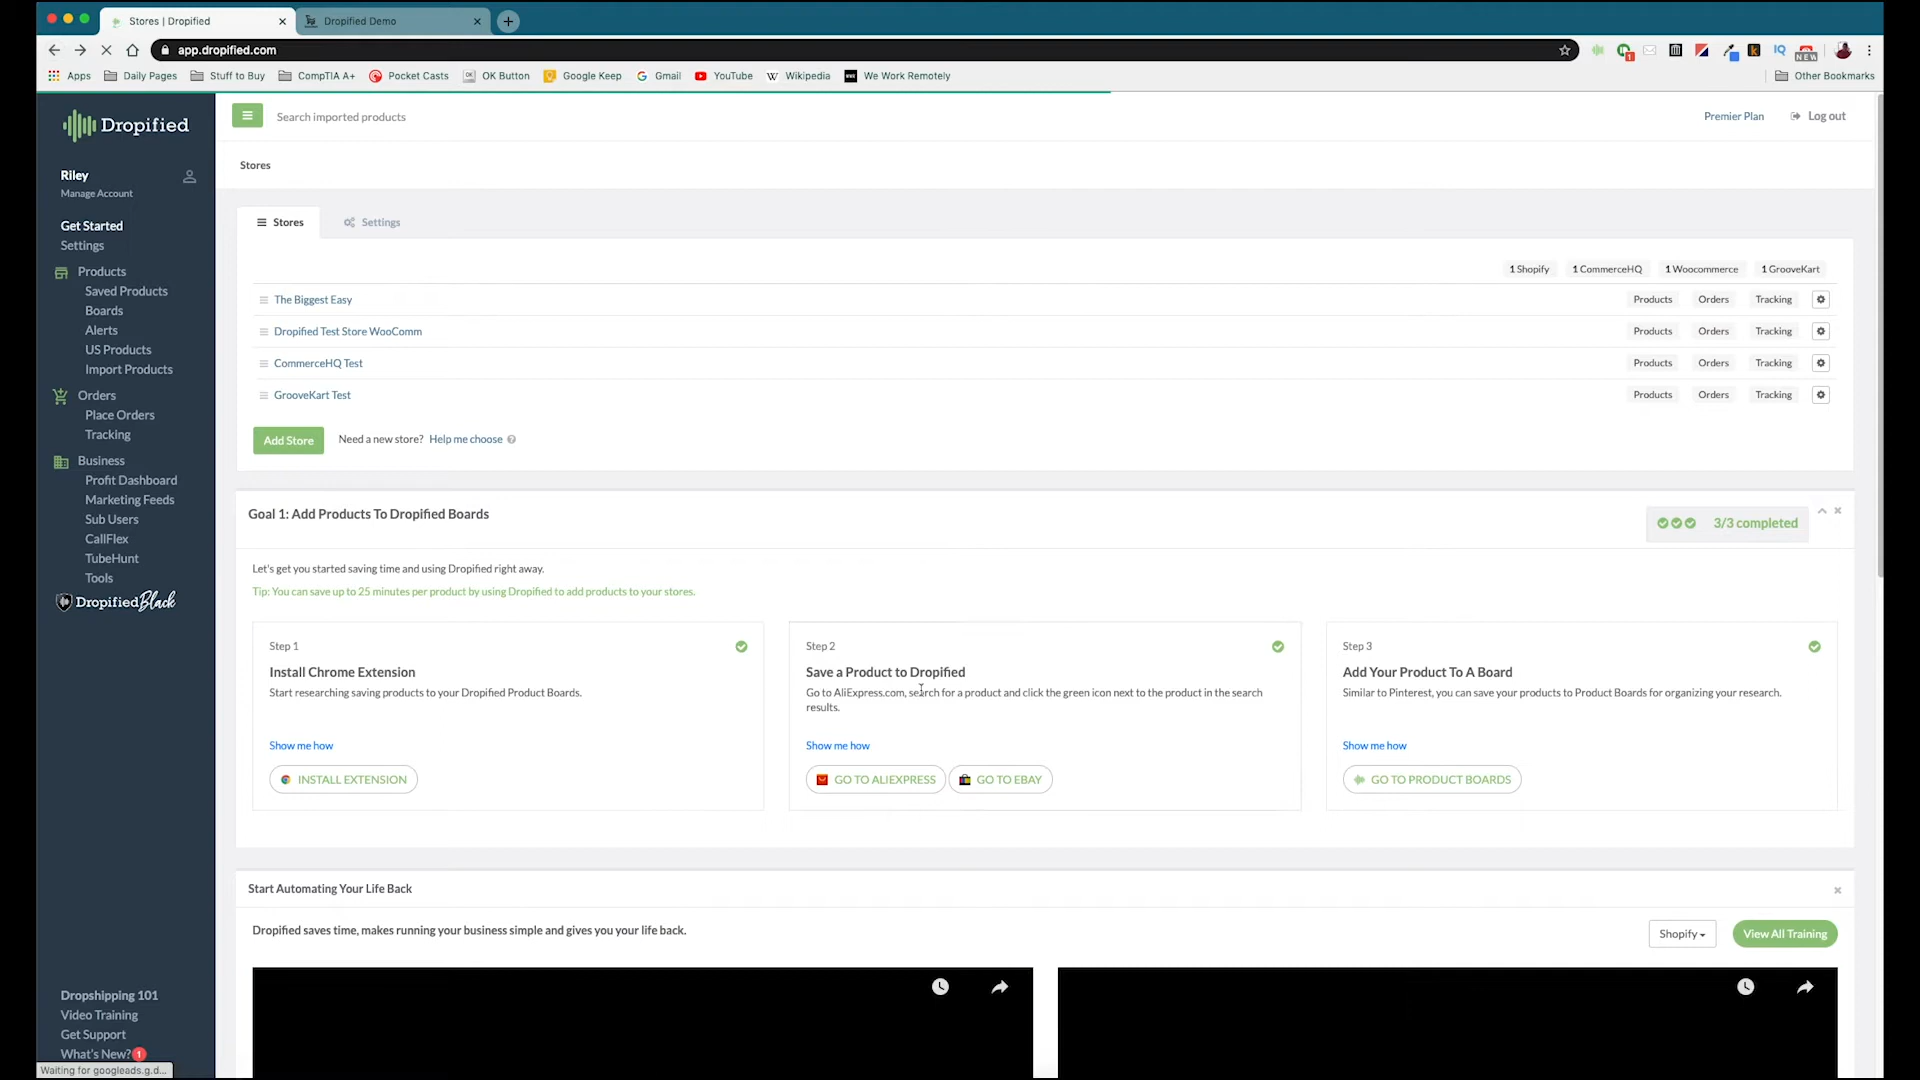 Stores | Dropified
Dropified Demo
app.dropified.com
Apps
Daily Pages
Stuff to Buy
CompTIA A+
Pocket Casts
OK Button
Google Keep
Gmail
YouTube
Wikipedia
We Work Remotely
Other Bookmarks
NEW
Dropified
Search imported products
Premier Plan
Log out
Riley
Manage Account
Get Started
Settings
Products
Saved Products
Boards
Alerts
US Products
Import Products
Orders
Place Orders
Tracking
Business
Profit Dashboard
Marketing Feeds
Sub Users
CallFlex
TubeHunt
Tools
Dropified Black
Dropshipping 101
Video Training
Get Support
What's New? 1
Waiting for googleads.g.d...
Stores
Stores
Settings
1 Shopify
1 CommerceHQ
1 Woocommerce
1 GrooveKart
The Biggest Easy
Products Orders Tracking
Dropified Test Store WooComm
Products Orders Tracking
CommerceHQ Test
Products Orders Tracking
GrooveKart Test
Products Orders Tracking
Add Store
Need a new store? Help me choose
Goal 1: Add Products To Dropified Boards
3/3 completed
Let's get you started saving time and using Dropified right away.
Tip: You can save up to 25 minutes per product by using Dropified to add products to your stores.
Step 1
Install Chrome Extension
Start researching saving products to your Dropified Product Boards.
Show me how
INSTALL EXTENSION
Step 2
Save a Product to Dropified
Go to AliExpress.com, search for a product and click the green icon next to the product in the search
results.
Show me how
GO TO ALIEXPRESS
GO TO EBAY
Step 3
Add Your Product To A Board
Similar to Pinterest, you can save your products to Product Boards for organizing your research.
Show me how
GO TO PRODUCT BOARDS
Start Automating Your Life Back
Dropified saves time, makes running your business simple and gives you your life back.
Shopify
View All Training